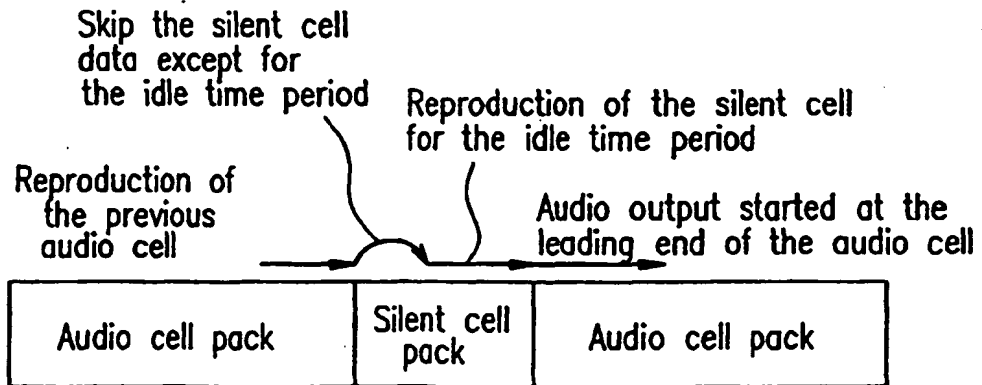 Skip the silent cell
data except for
the idle time period
Reproduction of the silent cell
for the idle time period
Reproduction of
the previous
audio cell
Audio output started at the
leading end of the audio cell
Audio cell pack
Silent cell
pack
Audio cell pack